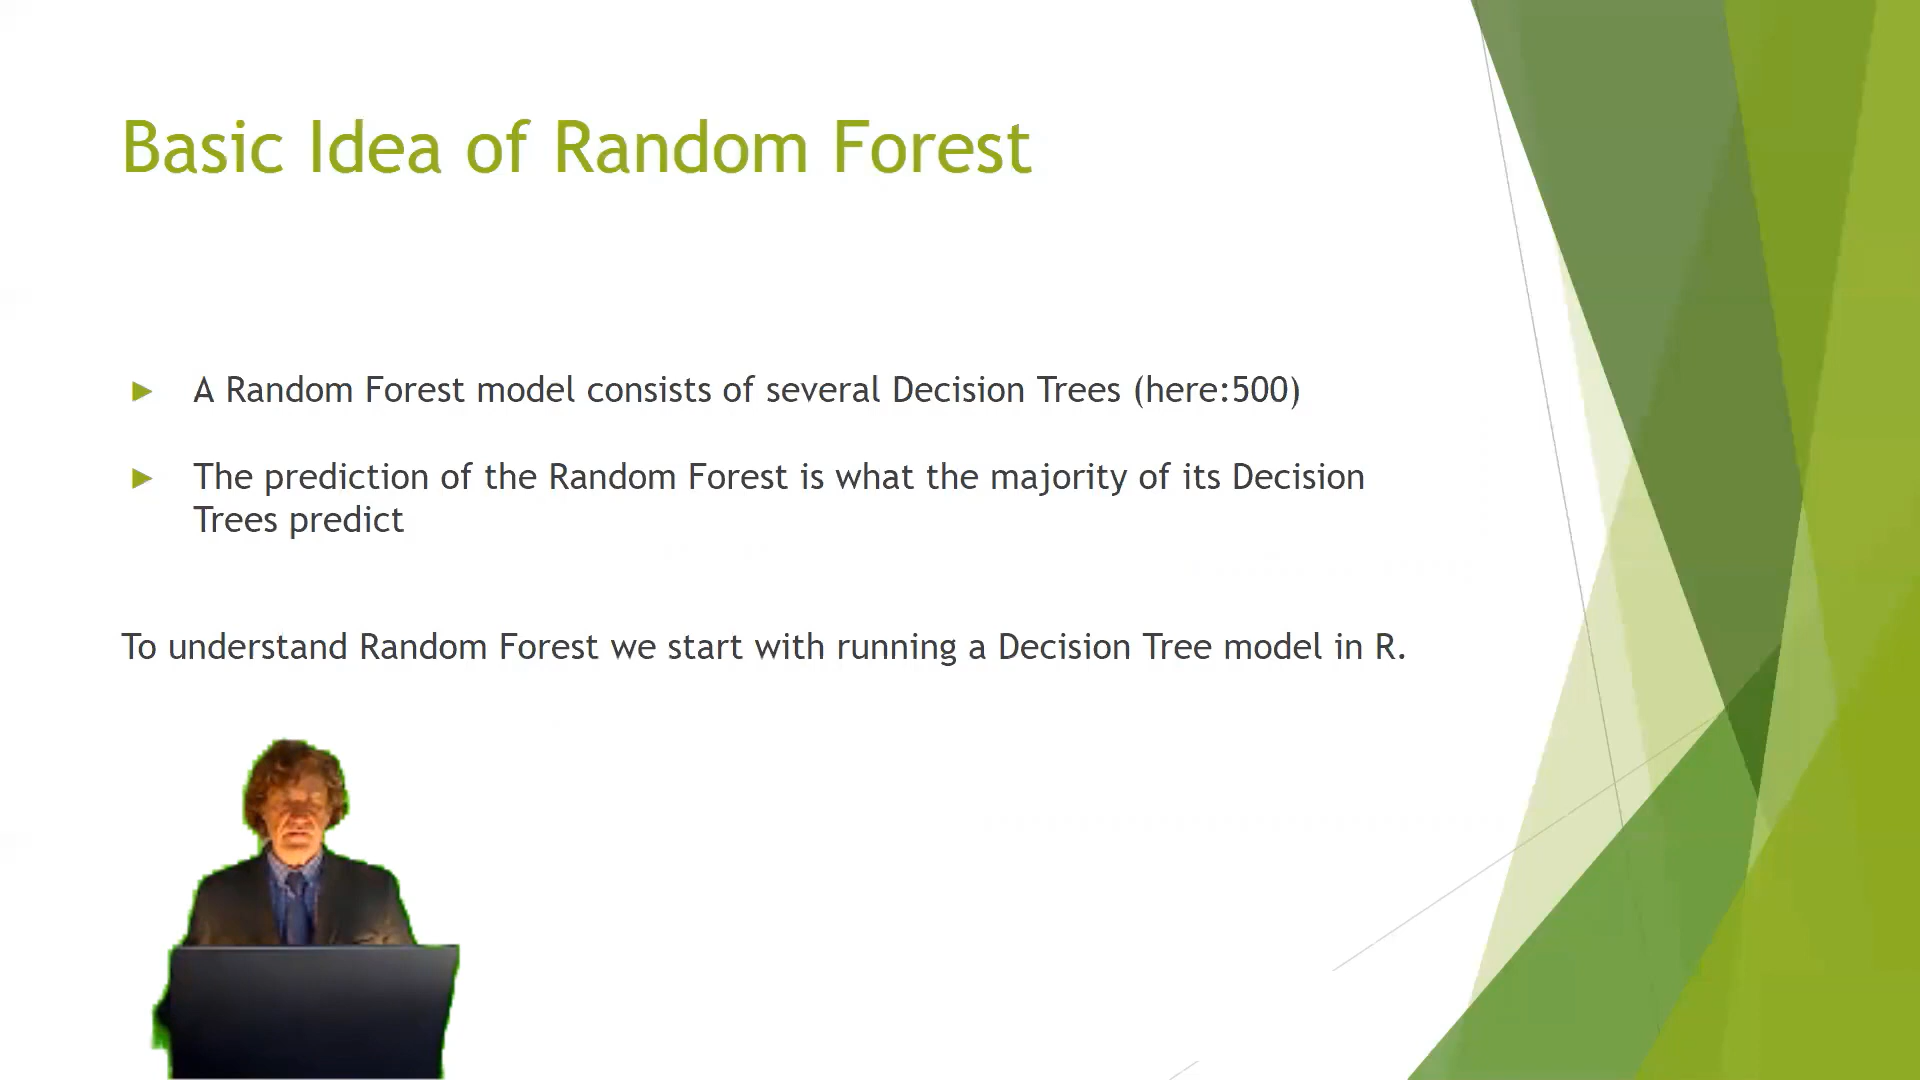 Basic Idea of Random Forest
A Random Forest model consists of several Decision Trees (here:500)
The prediction of the Random Forest is what the majority of its Decision
Trees predict
To understand Random Forest we start with running a Decision Tree model in R.